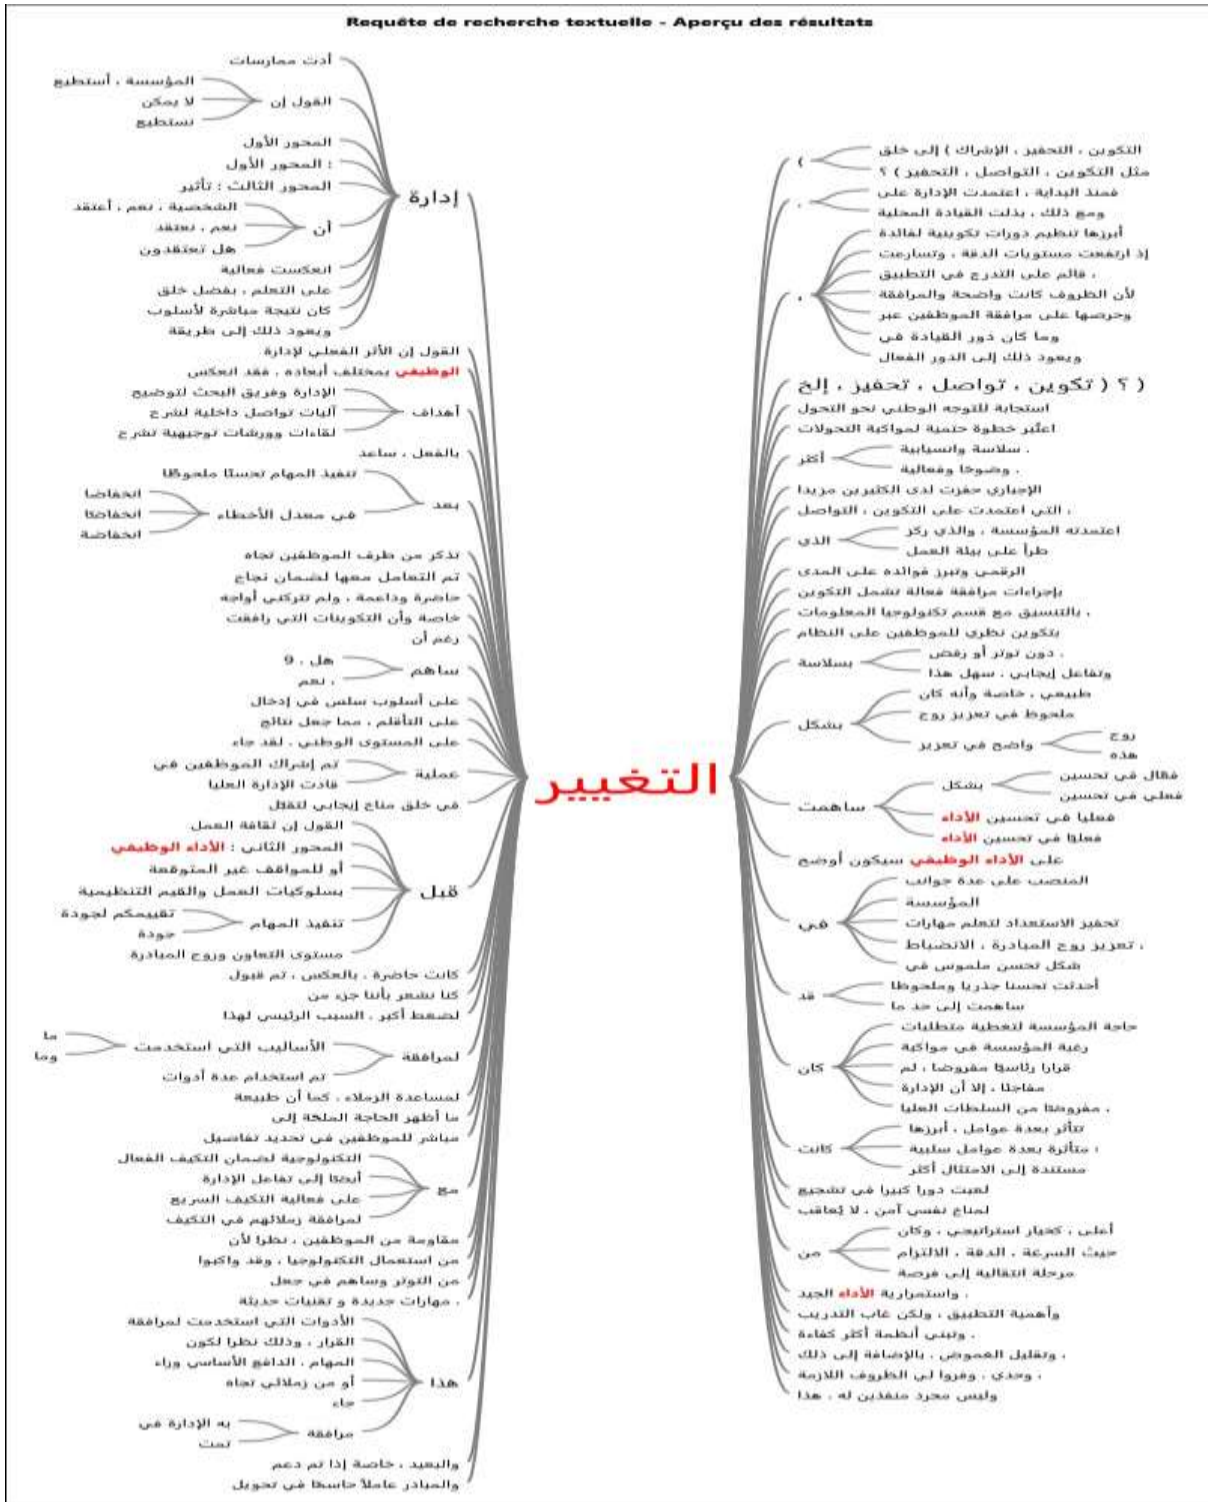 Requête de recherche textuelle - Aperçu des résultats
التغيير
التكوين ، التحفيز ، الإشراك ) إلى خلق
مثل التكوين ، التواصل ، التحفيز ) ؟
(
فمنذ البداية ، اعتمدت الإدارة على
ومع ذلك ، بذلت القيادة المحلية
.
أبرزها تنظيم دورات تكوينية لفائدة
إذ ارتفعت مستويات الدقة ، وتسارعت
، قائم على التدرج في التطبيق
لأن الظروف كانت واضحة والمرافقة
وحرصها على مرافقة الموظفين عبر
وما كان دور القيادة في
ويعود ذلك إلى الدور الفعال
،
( ؟ ( تكوين ، تواصل ، تحفيز ، إلخ
استجابة للتوجه الوطني نحو التحول
اعتُبر خطوة حتمية لمواكبة التحولات
. سلاسة وانسيابية
. وضوحًا وفعالية
أكثر
الإجباري حفزت لدى الكثيرين مزيدا
، التي اعتمدت على التكوين ، التواصل
اعتمدته المؤسسة ، والذي ركز
طرأ على بيئة العمل
الذي
الرقمي وتبرز فوائده على المدى
بإجراءات مرافقة فعالة تشمل التكوين
، بالتنسيق مع قسم تكنولوجيا المعلومات
بتكوين نظري للموظفين على النظام
. دون توتر أو رفض
وتفاعل إيجابي ، سهل هذا
بسلاسة
طبيعي ، خاصة وأنه كان
ملحوظ في تعزيز روح
روح
هذه
واضح في تعزيز
بشكل
فعّال في تحسين
فعلي في تحسين
بشكل
فعليا في تحسين الأداء
فعليًا في تحسين الأداء
ساهمت
على الأداء الوظيفي سيكون أوضح
المنصب على عدة جوانب
المؤسسة
تحفيز الاستعداد لتعلم مهارات
، تعزيز روح المبادرة ، الانضباط
شكل تحسن ملموس في
في
أحدثت تحسنا جذريا وملحوظا
ساهمت إلى حد ما
قد
حاجة المؤسسة لتغطية متطلبات
رغبة المؤسسة في مواكبة
قرارا رئاسيًا مفروضا ، لم
مفاجئا ، إلا أن الإدارة
، مفروضًا من السلطات العليا
كان
تتأثر بعدة عوامل ، أبرزها
: متأثرة بعدة عوامل سلبية
مستندة إلى الامتثال أكثر
كانت
لعبت دورا كبيرا في تشجيع
لمناخ نفسي آمن ، لا يُعاقب
أعلى ، كخيار استراتيجي ، وكان
حيث السرعة ، الدقة ، الالتزام
مرحلة انتقالية إلى فرصة
من
. واستمرارية الأداء الجيد
وأهمية التطبيق ، ولكن غاب التدريب
. وتبني أنظمة أكثر كفاءة
، وتقليل الغموض . بالإضافة إلى ذلك
، وحدي ، وفروا لي الظروف اللازمة
وليس مجرد منفذين له ، هذا
أدت ممارسات
المؤسسة ، أستطيع
لا يمكن
نستطيع
القول إن
المحور الأول
: المحور الأول
المحور الثالث : تأثير
الشخصية ، نعم ، أعتقد
نعم ، نعتقد
هل تعتقدون
أن
انعكست فعالية
على التعلم ، بفضل خلق
كان نتيجة مباشرة لأسلوب
ويعود ذلك إلى طريقة
إدارة
القول إن الأثر الفعلي لإدارة
الوظيفي بمختلف أبعاده ، فقد انعكس
الإدارة وفريق البحث لتوضيح
آليات تواصل داخلية لشرح
لقاءات وورشات توجيهية تشرح
أهداف
بالفعل ، ساعد
تنفيذ المهام تحسنًا ملحوظًا
انخفاضا
انخفاضًا
انخفاضة
في معدل الأخطاء
بعد
تذكر من طرف الموظفين تجاه
تم التعامل معها لضمان نجاح
حاضرة وداعمة ، ولم تتركني أواجه
خاصة وأن التكوينات التي رافقت
رغم أن
هل . 9
، نعم
ساهم
على أسلوب سلس في إدخال
على التأقلم ، مما جعل نتائج
على المستوى الوطني . لقد جاء
تم إشراك الموظفين في
قادت الإدارة العليا
عملية
في خلق مناخ إيجابي لتقبّل
القول إن ثقافة العمل
المحور الثاني : الأداء الوظيفي
أو للمواقف غير المتوقعة
بسلوكيات العمل والقيم التنظيمية
تقييمكم لجودة
جودة
تنفيذ المهام
مستوى التعاون وروح المبادرة
قبل
كانت حاضرة ، بالعكس ، تم قبول
كنا نشعر بأننا جزء من
لضغط أكبر . السبب الرئيسي لهذا
ما
وما
الأساليب التي استخدمت
تم استخدام عدة أدوات
لمرافقة
لمساعدة الزملاء ، كما أن طبيعة
ما أظهر الحاجة الملحّة إلى
مباشر للموظفين في تحديد تفاصيل
التكنولوجية لضمان التكيف الفعال
أيضًا إلى تفاعل الإدارة
على فعالية التكيف السريع
لمرافقة زملائهم في التكيف
مع
مقاومة من الموظفين ، نظرا لأن
من استعمال التكنولوجيا ، وقد واكبوا
من التوتر وساهم في جعل
. مهارات جديدة و تقنيات حديثة
الأدوات التي استخدمت لمرافقة
القرار ، وذلك نظرا لكون
المهام . الدافع الأساسي وراء
أو من زملائي تجاه
جاء
به الإدارة في
تمت
مرافقة
هذا
والبعيد ، خاصة إذا تم دعم
والمبادر عاملاً حاسمًا في تحويل